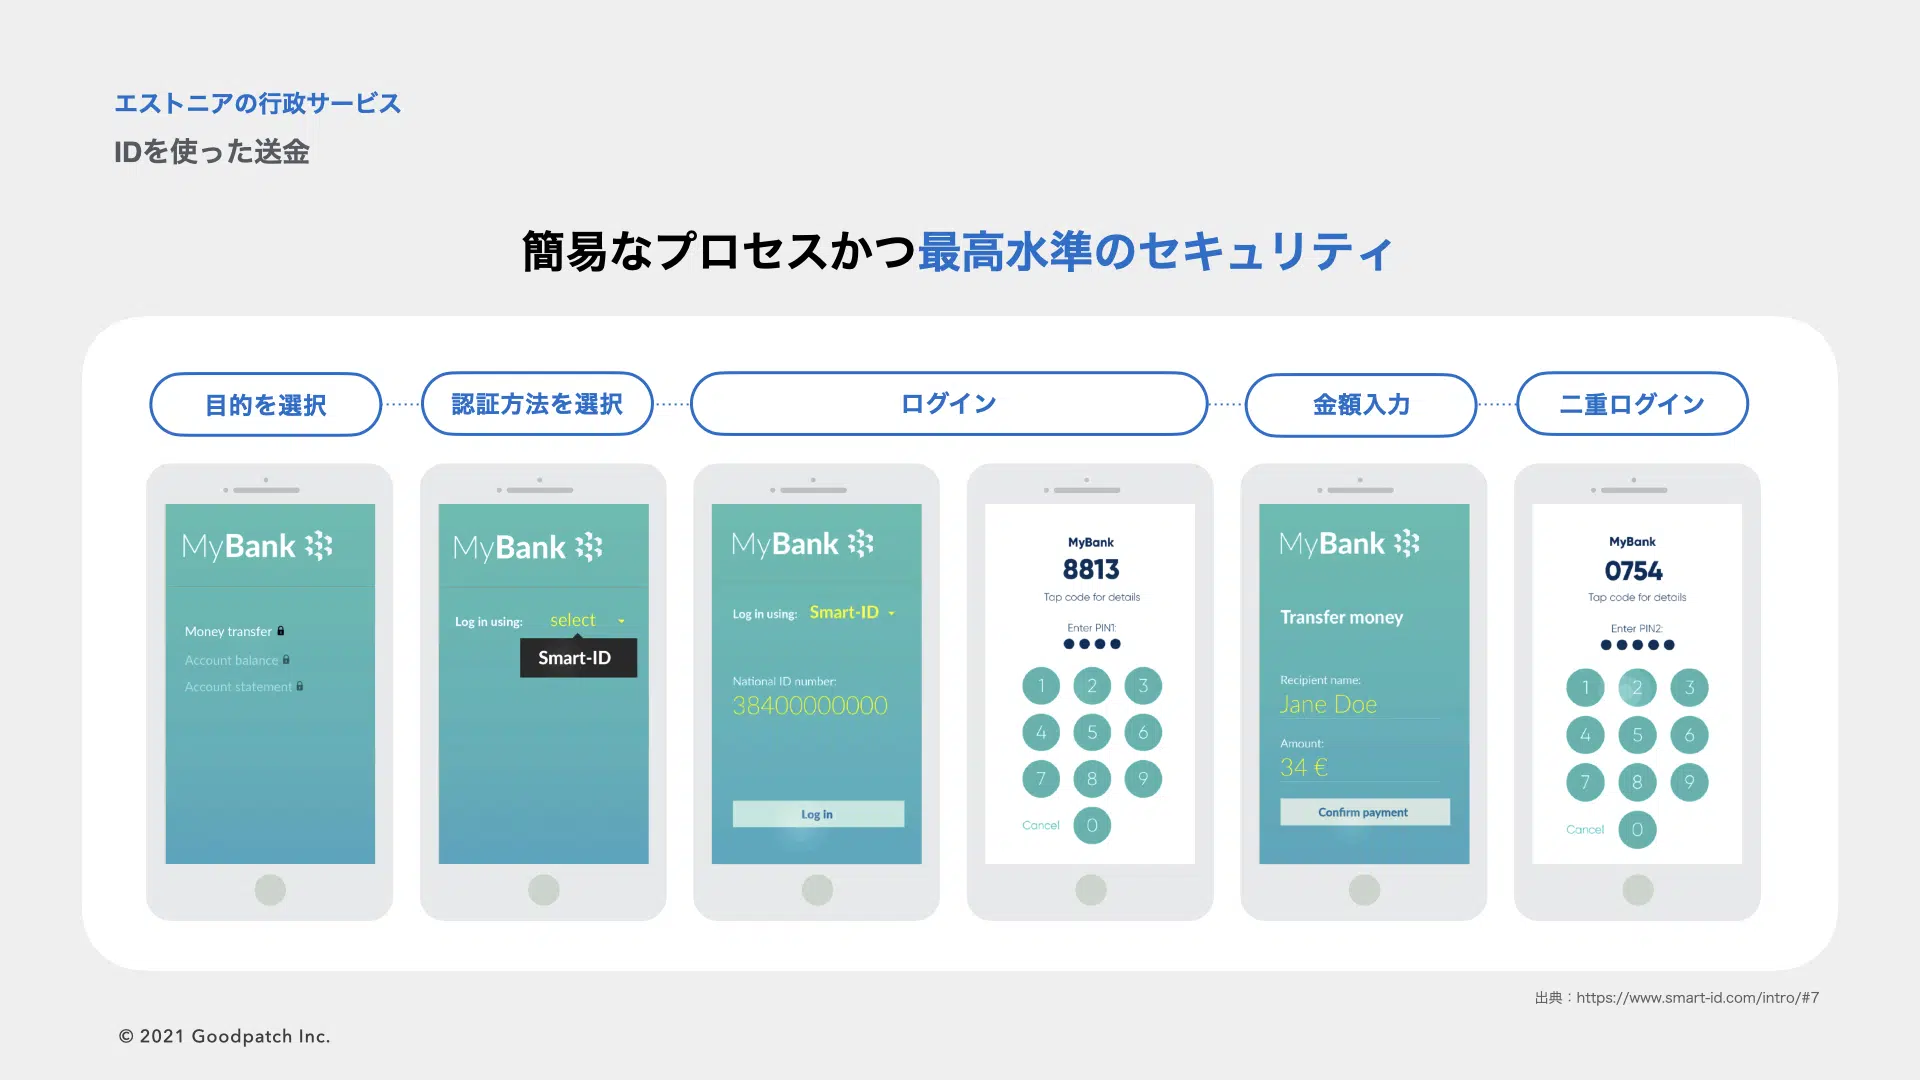 エストニアの行政サービス
IDを使った送金
簡易なプロセスかつ最高水準のセキュリティ
目的を選択
認証方法を選択
ログイン
金額入力
二重ログイン
MyBank
Money transfer
Account balance
Account statement
MyBank
Log in using: select
Smart-ID
MyBank
Log in using: Smart-ID
National ID number:
38400000000
Log in
MyBank
8813
Tap code for details
Enter PIN1:
1 2 3
4 5 6
7 8 9
Cancel 0
MyBank
Transfer money
Recipient name:
Jane Doe
Amount:
34 €
Confirm payment
MyBank
0754
Tap code for details
Enter PIN2:
1 2 3
4 5 6
7 8 9
Cancel 0
出典：https://www.smart-id.com/intro/#7
© 2021 Goodpatch Inc.